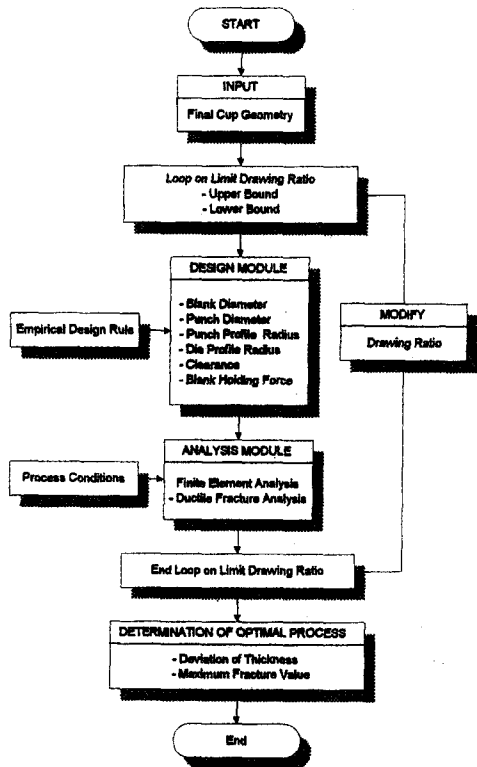 START
INPUT
Final Cup Geometry
Loop on Limit Drawing Ratio
- Upper Bound
- Lower Bound
DESIGN MODULE
- Blank Diameter
- Punch Diameter
- Punch Profile Radius
- Die Profile Radius
- Clearance
- Blank Holding Force
Empirical Design Rule
MODIFY
Drawing Ratio
ANALYSIS MODULE
Finite Element Analysis
- Ductile Fracture Analysis
Process Conditions
End Loop on Limit Drawing Ratio
DETERMINATION OF OPTIMAL PROCESS
- Deviation of Thickness
- Maximum Fracture Value
End